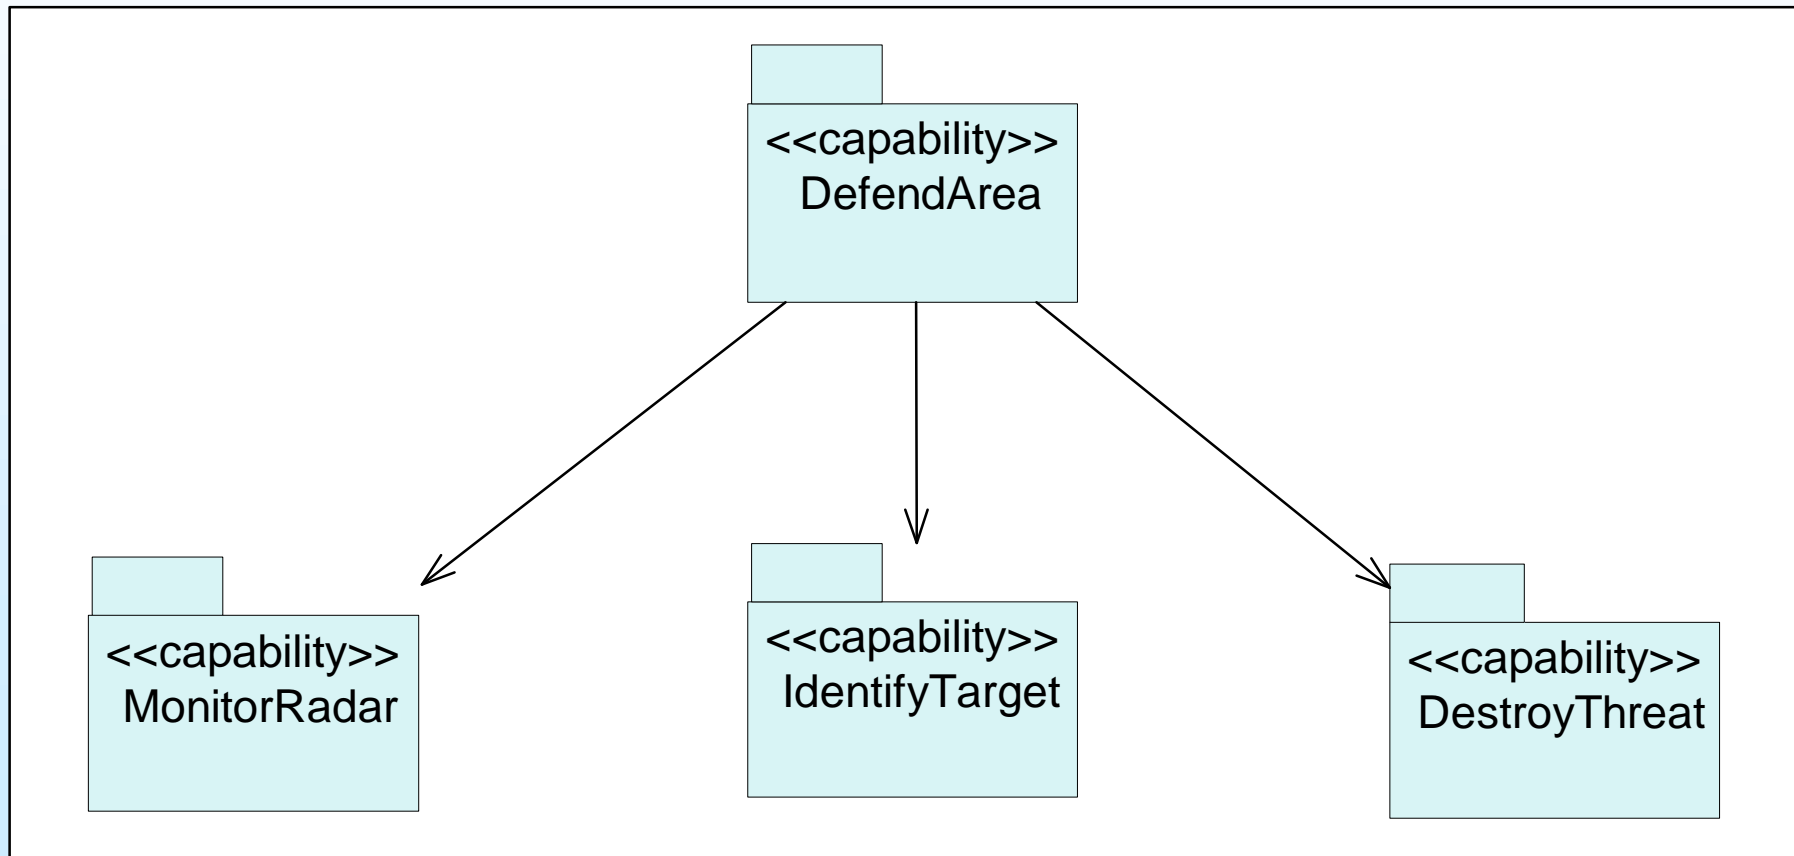 <<capability>>
DefendArea
<<capability>>
MonitorRadar
<<capability>>
IdentifyTarget
<<capability>>
DestroyThreat